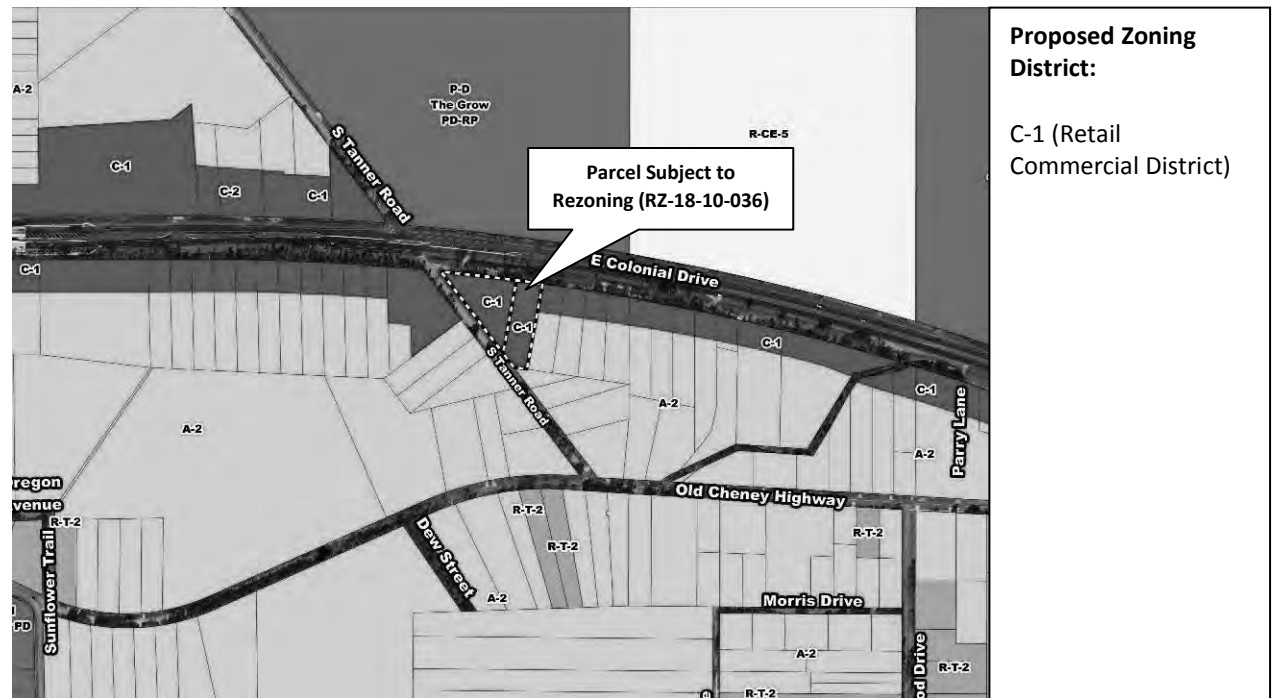 A-2
P-D
The Grow
PD-RP
R-CE-5
S Tanner Road
C-1
C-2
C-1
Parcel Subject to
Rezoning (RZ-18-10-036)
E Colonial Drive
C-1
C-1
C-1
C-1
C-1
S Tanner Road
A-2
A-2
A-2
Parry Lane
Old Cheney Highway
R-T-2
R-T-2
R-T-2
R-T-2
Sunflower Trail
Dew Street
A-2
PD
Morris Drive
A-2
R-T-2
R-T-2
Proposed Zoning
District:
C-1 (Retail
Commercial District)